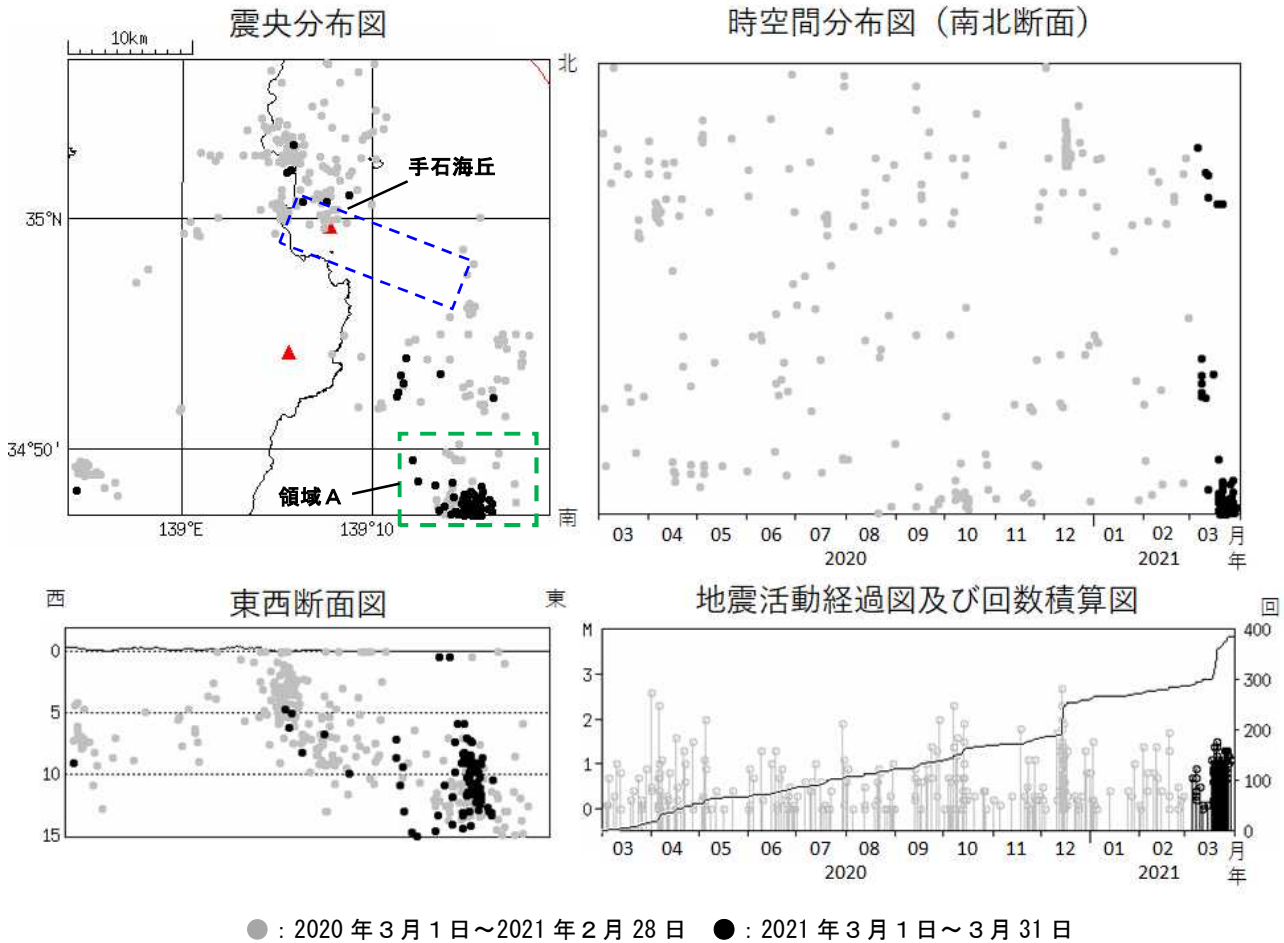 震央分布図
10km
北
手石海丘
35°N
34°50'
領域A
南
139°E
139°10'
時空間分布図（南北断面）
03 04 05 06 07 08 09 10 11 12 01 02 03 月
2020 2021 年
東西断面図
西
東
0
5
10
15
地震活動経過図及び回数積算図
M
回
3
2
1
0
400
300
200
100
0
03 04 05 06 07 08 09 10 11 12 01 02 03 月
2020 2021 年
●：2020年３月１日～2021年２月28日 ●：2021年３月１日～３月31日